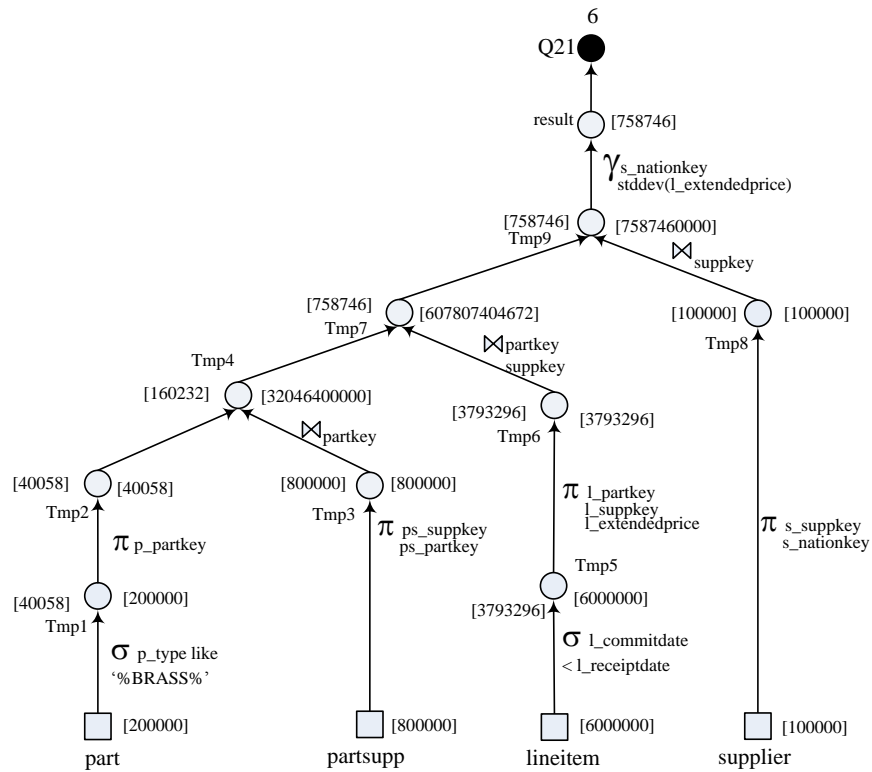 6
Q21
result [758746]
γ s_nationkey
stddev(l_extendedprice)
[758746] [7587460000]
Tmp9
⋈ suppkey
[758746] [607807404672]
Tmp7
[100000] [100000]
Tmp8
⋈ partkey
suppkey
Tmp4
[160232] [32046400000]
[3793296] [3793296]
Tmp6
⋈ partkey
[40058] [40058]
Tmp2
[800000] [800000]
Tmp3
π l_partkey
l_suppkey
l_extendedprice
π p_partkey
π ps_suppkey
ps_partkey
π s_suppkey
s_nationkey
Tmp5
[3793296] [6000000]
[40058] [200000]
Tmp1
σ p_type like
‘%BRASS%’
σ l_commitdate
< l_receiptdate
[200000] [800000] [6000000] [100000]
part partsupp lineitem supplier